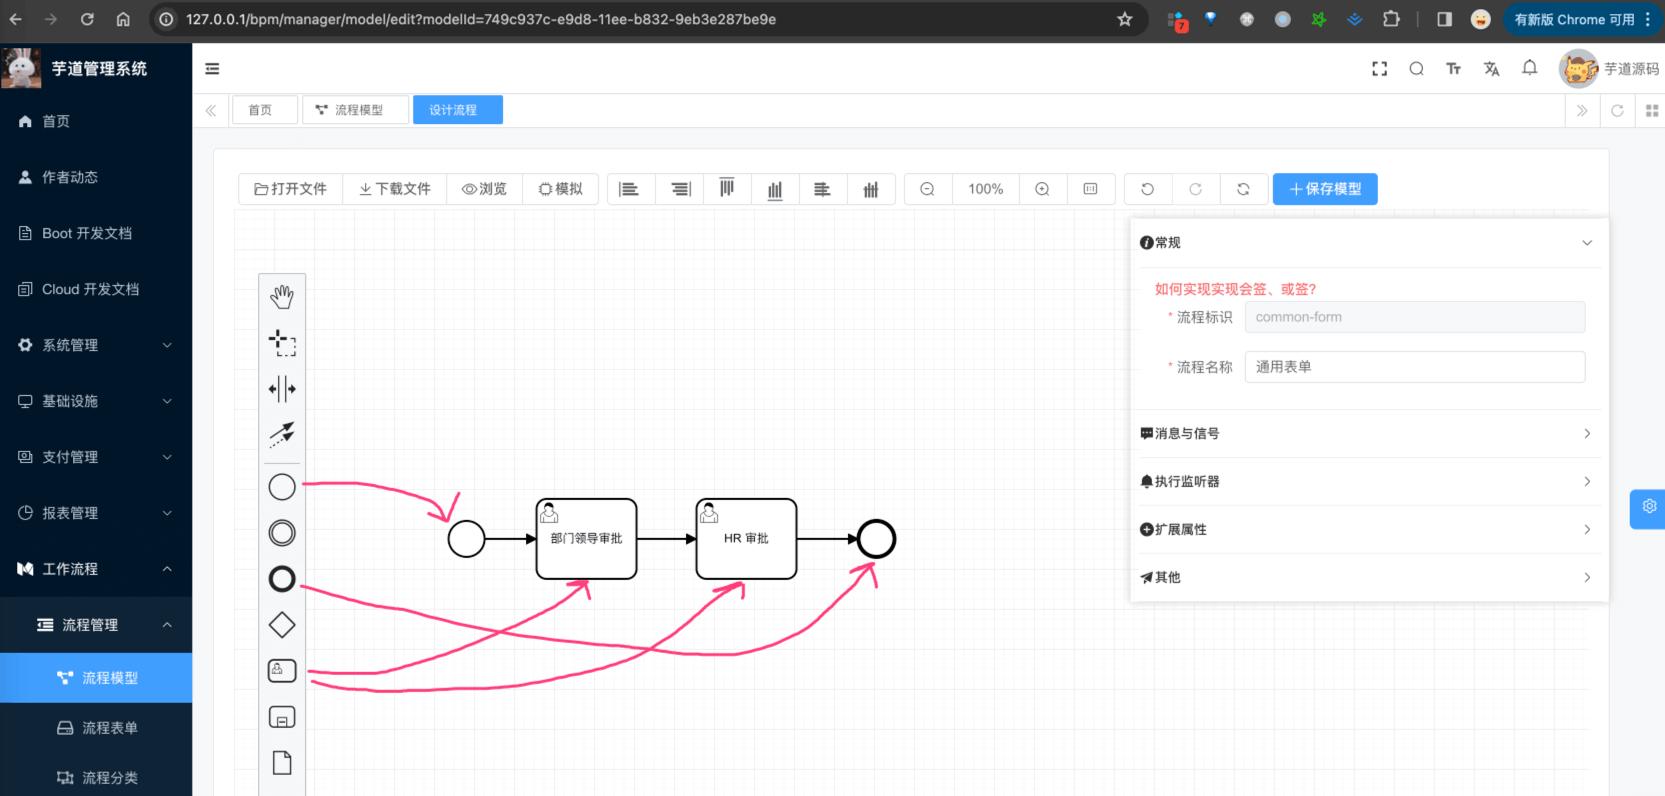 127.0.0.1/bpm/manager/model/edit?modelId=749c937c-e9d8-11ee-b832-9eb3e287be9e
7
有新版 Chrome 可用
芋道管理系统
芋道源码
首页
流程模型
设计流程
首页
作者动态
Boot 开发文档
Cloud 开发文档
系统管理
基础设施
支付管理
报表管理
工作流程
流程管理
流程模型
流程表单
流程分类
打开文件
下载文件
浏览
模拟
100%
保存模型
部门领导审批
HR 审批
常规
如何实现实现会签、或签?
* 流程标识
common-form
* 流程名称
通用表单
消息与信号
执行监听器
扩展属性
其他